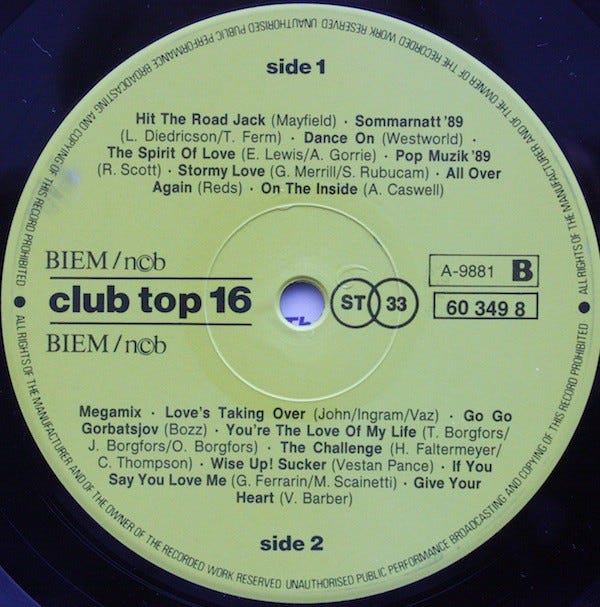 side 1
Hit The Road Jack (Mayfield) · Sommarnatt '89
(L. Diedricson/T. Ferm) · Dance On (Westworld) ·
The Spirit Of Love (E. Lewis/A. Gorrie) · Pop Muzik '89
(R. Scott) · Stormy Love (G. Merrill/S. Rubucam) · All Over
Again (Reds) · On The Inside (A. Caswell)
BIEM/n©b
club top 16
BIEM/n©b
ST 33
A-9881 B
60 349 8
Megamix · Love's Taking Over (John/Ingram/Vaz) · Go Go
Gorbatsjov (Bozz) · You're The Love Of My Life (T. Borgfors/
J. Borgfors/O. Borgfors) · The Challenge (H. Faltermeyer/
C. Thompson) · Wise Up! Sucker (Vestan Pance) · If You
Say You Love Me (G. Ferrarin/M. Scainetti) · Give Your
Heart (V. Barber)
side 2
ALL RIGHTS OF THE MANUFACTURER AND OF THE OWNER OF THE RECORDED WORK RESERVED UNAUTHORISED PUBLIC PERFORMANCE BROADCASTING AND COPYING OF THIS RECORD PROHIBITED
ALL RIGHTS OF THE MANUFACTURER AND OF THE OWNER OF THE RECORDED WORK RESERVED UNAUTHORISED PUBLIC PERFORMANCE BROADCASTING AND COPYING OF THIS RECORD PROHIBITED